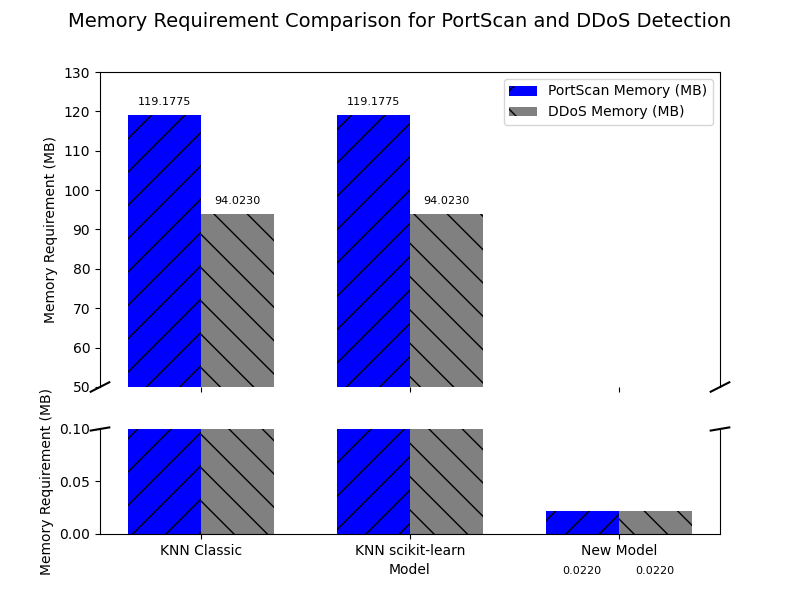 Memory Requirement Comparison for PortScan and DDoS Detection
Memory Requirement (MB)
130
120
110
100
90
80
70
60
50
119.1775
94.0230
119.1775
94.0230
PortScan Memory (MB)
DDoS Memory (MB)
Memory Requirement (MB)
0.10
0.05
0.00
KNN Classic
KNN scikit-learn
New Model
Model
0.0220
0.0220